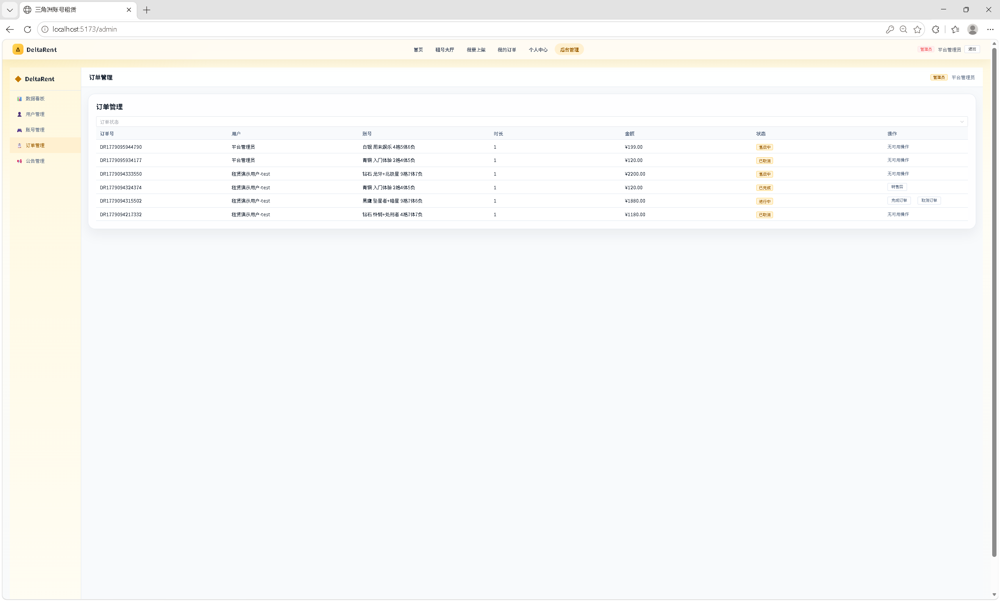 三角洲账号租赁
localhost:5173/admin
Δ DeltaRent 首页 租号大厅 我要上架 我的订单 个人中心 后台管理 管理员 平台管理员 退出
DeltaRent 订单管理 管理员 平台管理员
数据看板
用户管理
账号管理
订单管理
公告管理
订单管理
订单状态
订单号 用户 账号 时长 金额 状态 操作
DR1779095944790 平台管理员 白银 周末娱乐 4格5体6负 1 ¥199.00 售后中 无可用操作
DR1779095934177 平台管理员 青铜 入门体验 2格4体5负 1 ¥120.00 已取消 无可用操作
DR1779094333550 租赁演示用户-test 钻石 龙牙+北极星 9格7体7负 1 ¥2200.00 售后中 无可用操作
DR1779094324374 租赁演示用户-test 青铜 入门体验 2格4体5负 1 ¥120.00 已完成 转售后
DR1779094315502 租赁演示用户-test 黑鹰 坠星者+暗星 9格7体6负 1 ¥1880.00 进行中 完成订单 取消订单
DR1779094217332 租赁演示用户-test 钻石 怜悯+处刑者 4格7体7负 1 ¥1180.00 已取消 无可用操作